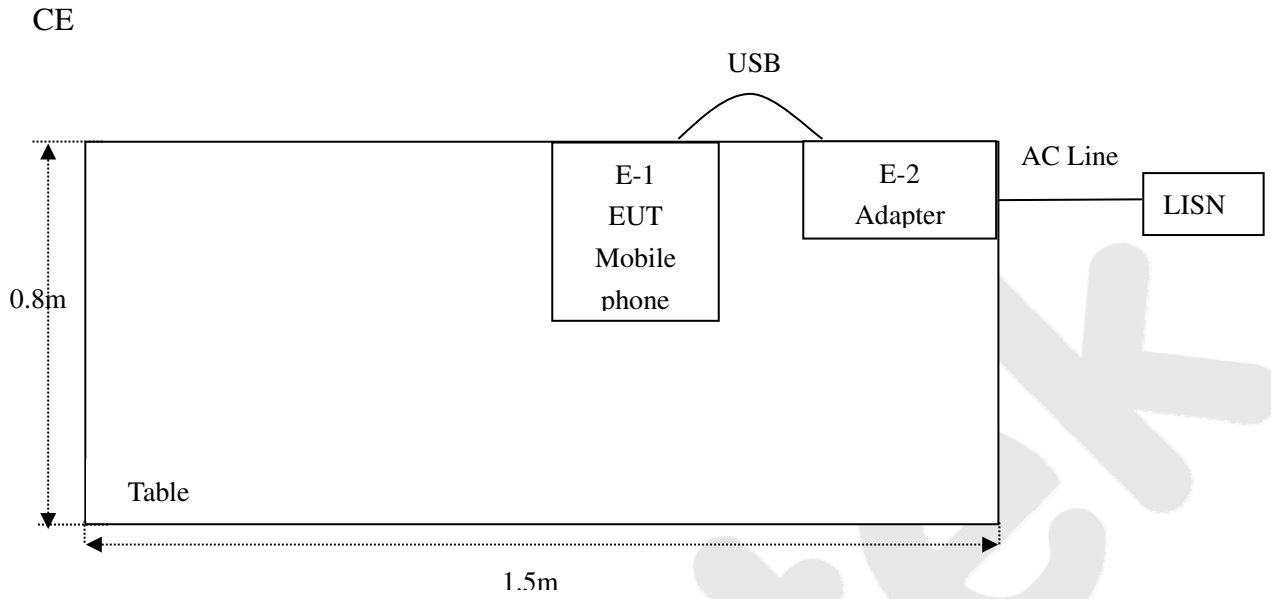 CE
USB
AC Line
E-1
EUT
Mobile
phone
E-2
Adapter
LISN
0.8m
Table
1.5m